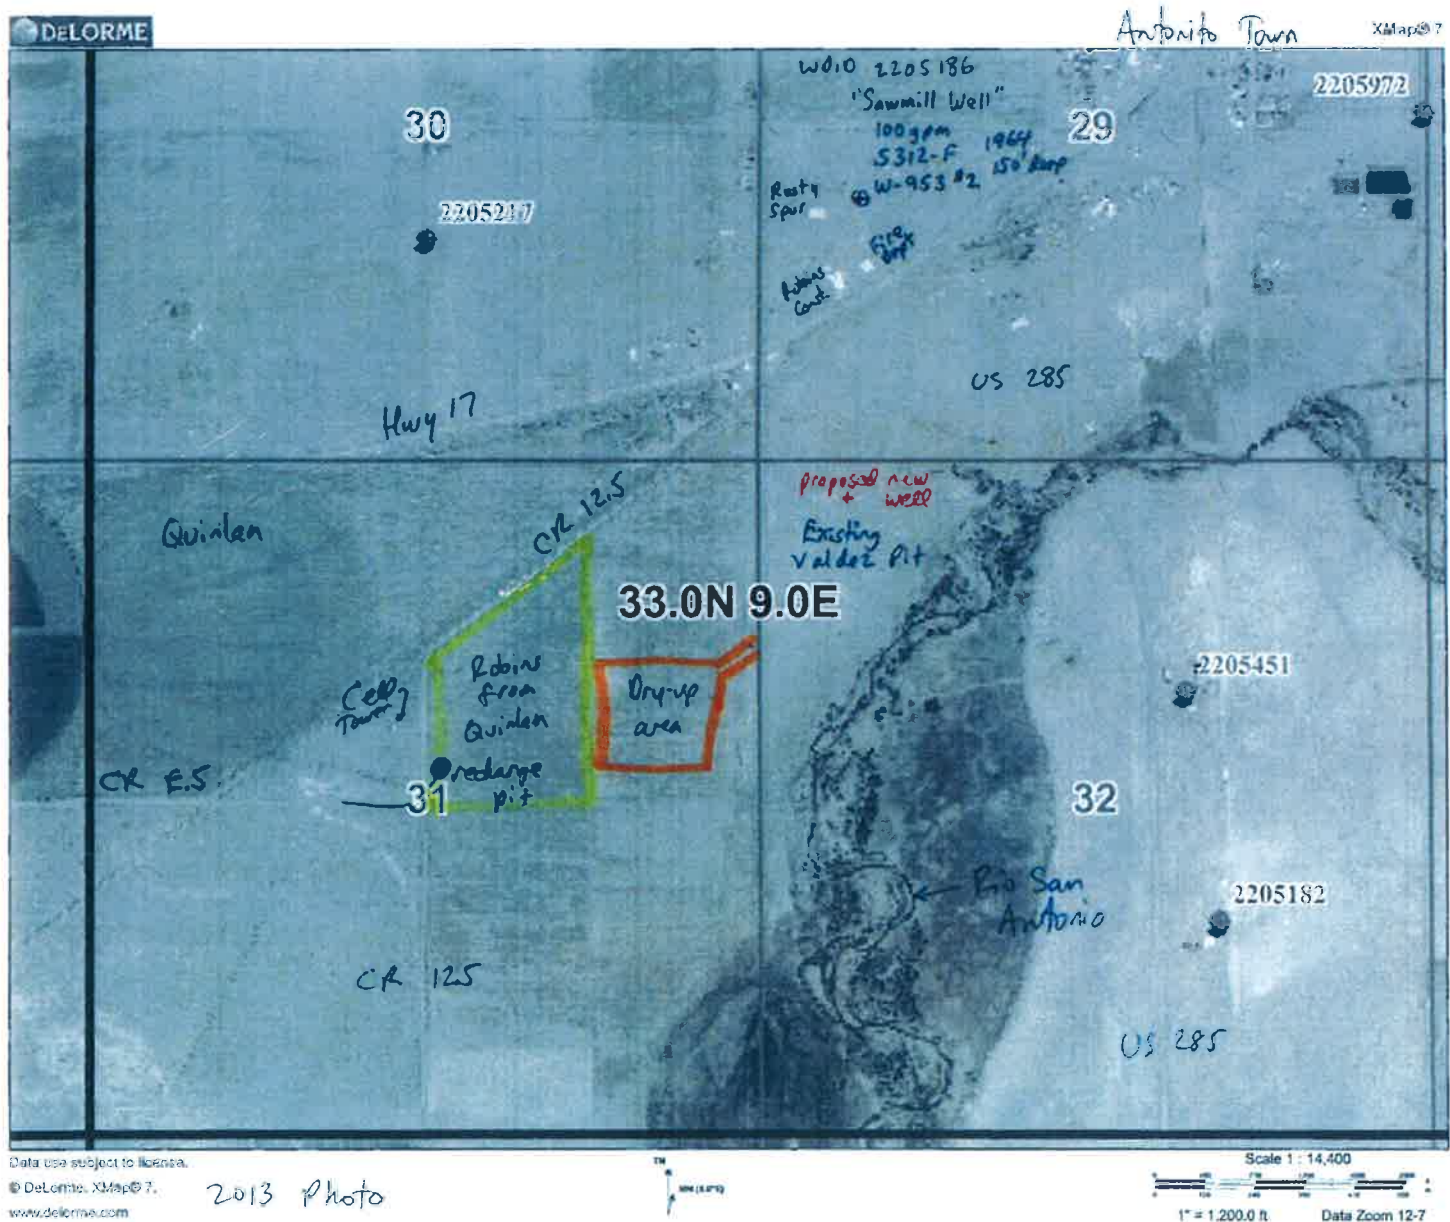 DELORME
Antonito Town
XMap® 7
WDID 2205186
"Sawmill Well"
100 gpm
5312-F 1964
W-953 #2 150' deep
2205972
30
29
2205217
Rusty
Spur
Fire
Dept
Robins
Const.
US 285
Hwy 17
proposed new
+ well
CR 12.5
Quinlan
Existing
Valdez Pit
33.0N 9.0E
Robins
from
Quinlan
Cell
Tower
Dry-up
area
2205451
recharge
pit
CR E.5
31
32
Rio San
Antonio
2205182
CR 12.5
US 285
Data use subject to license.
© DeLorme. XMap® 7.
www.delorme.com
2013 Photo
TN
Scale 1 : 14,400
1" = 1,200.0 ft
Data Zoom 12-7